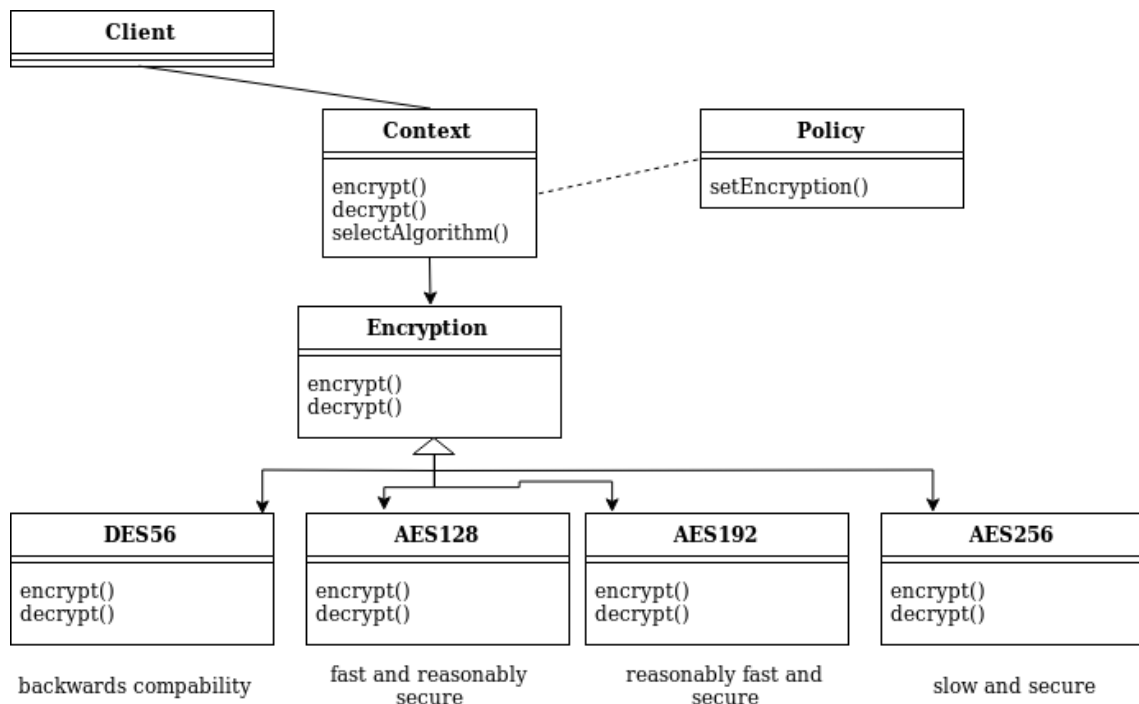 Client
Context
encrypt()
decrypt()
selectAlgorithm()
Policy
setEncryption()
Encryption
encrypt()
decrypt()
DES56
encrypt()
decrypt()
backwards compability
AES128
encrypt()
decrypt()
fast and reasonably
secure
AES192
encrypt()
decrypt()
reasonably fast and
secure
AES256
encrypt()
decrypt()
slow and secure